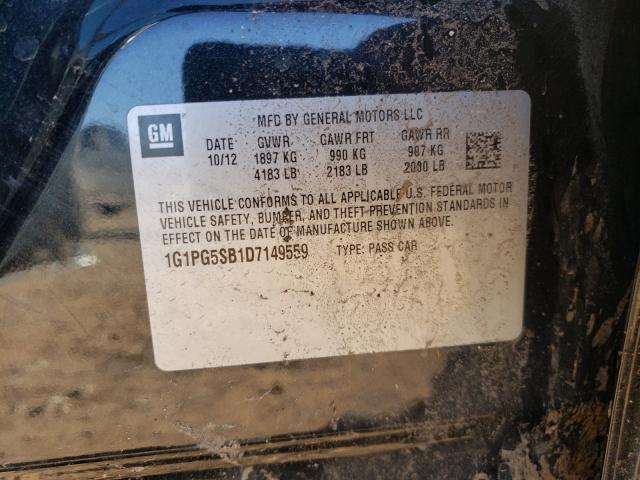 GM
MFD BY GENERAL MOTORS LLC
DATE GVWR GAWR FRT GAWR RR
10/12 1897 KG 990 KG 907 KG
4183 LB 2183 LB 2000 LB
THIS VEHICLE CONFORMS TO ALL APPLICABLE U.S. FEDERAL MOTOR
VEHICLE SAFETY, BUMPER, AND THEFT PREVENTION STANDARDS IN
EFFECT ON THE DATE OF MANUFACTURE SHOWN ABOVE.
1G1PG5SB1D7149559 TYPE: PASS CAR